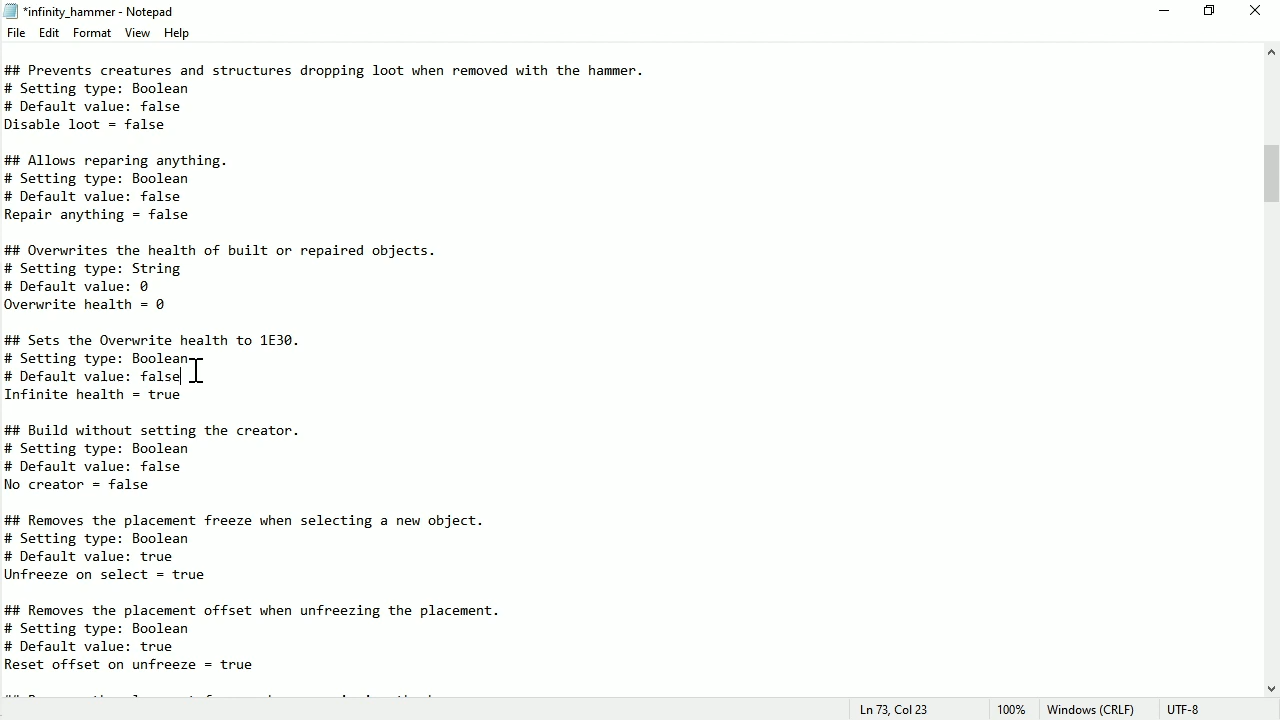 *infinity_hammer - Notepad
File Edit Format View Help
## Prevents creatures and structures dropping loot when removed with the hammer.
# Setting type: Boolean
# Default value: false
Disable loot = false
## Allows reparing anything.
# Setting type: Boolean
# Default value: false
Repair anything = false
## Overwrites the health of built or repaired objects.
# Setting type: String
# Default value: 0
Overwrite health = 0
## Sets the Overwrite health to 1E30.
# Setting type: Boolean
# Default value: false
Infinite health = true
## Build without setting the creator.
# Setting type: Boolean
# Default value: false
No creator = false
## Removes the placement freeze when selecting a new object.
# Setting type: Boolean
# Default value: true
Unfreeze on select = true
## Removes the placement offset when unfreezing the placement.
# Setting type: Boolean
# Default value: true
Reset offset on unfreeze = true
Ln 73, Col 23 100% Windows (CRLF) UTF-8